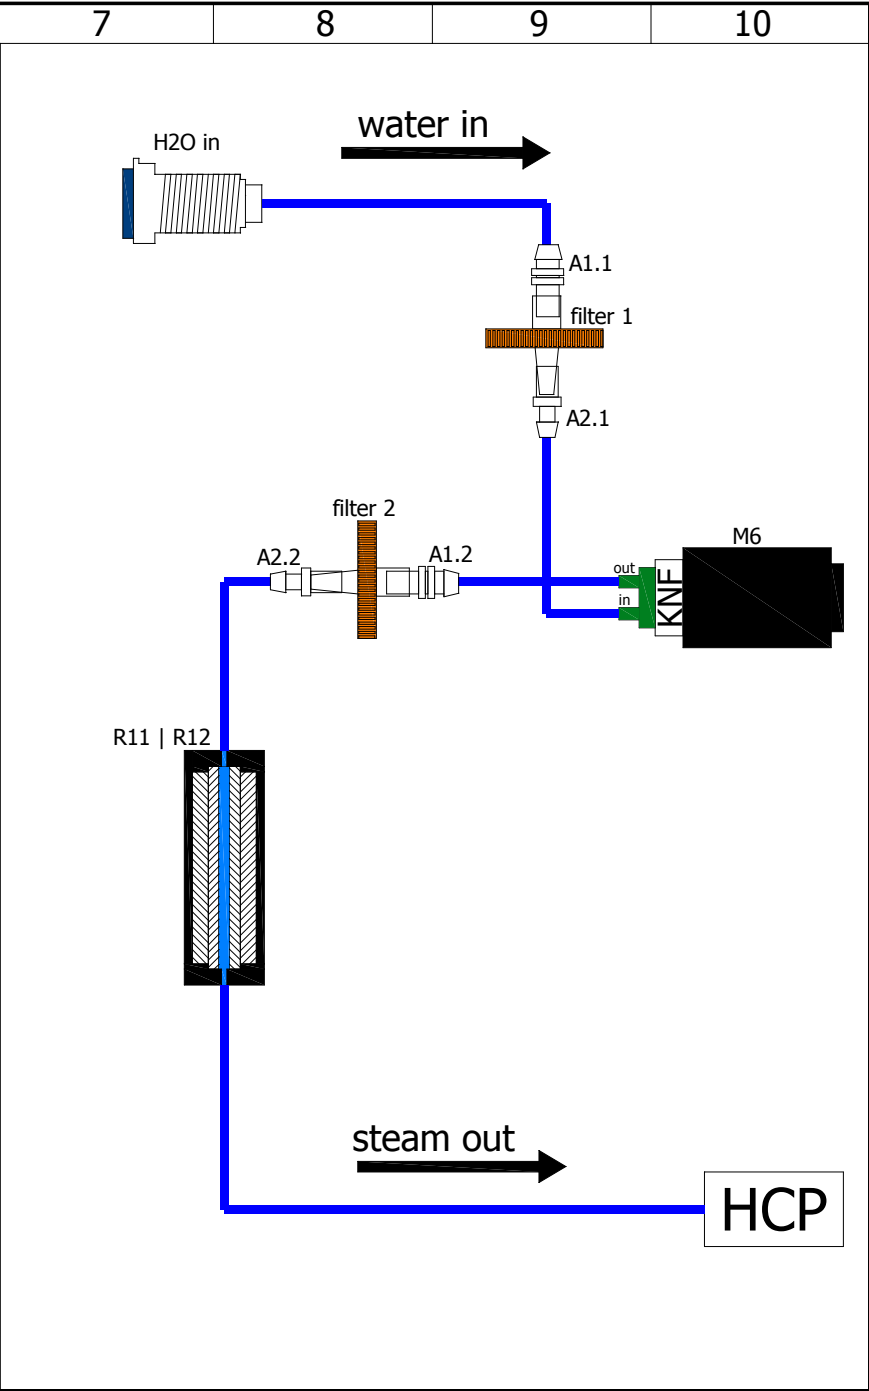 7 8 9 10
water in
H2O in
A1.1
filter 1
A2.1
filter 2
M6
A2.2
A1.2
out
in
KNF
R11 | R12
steam out
HCP